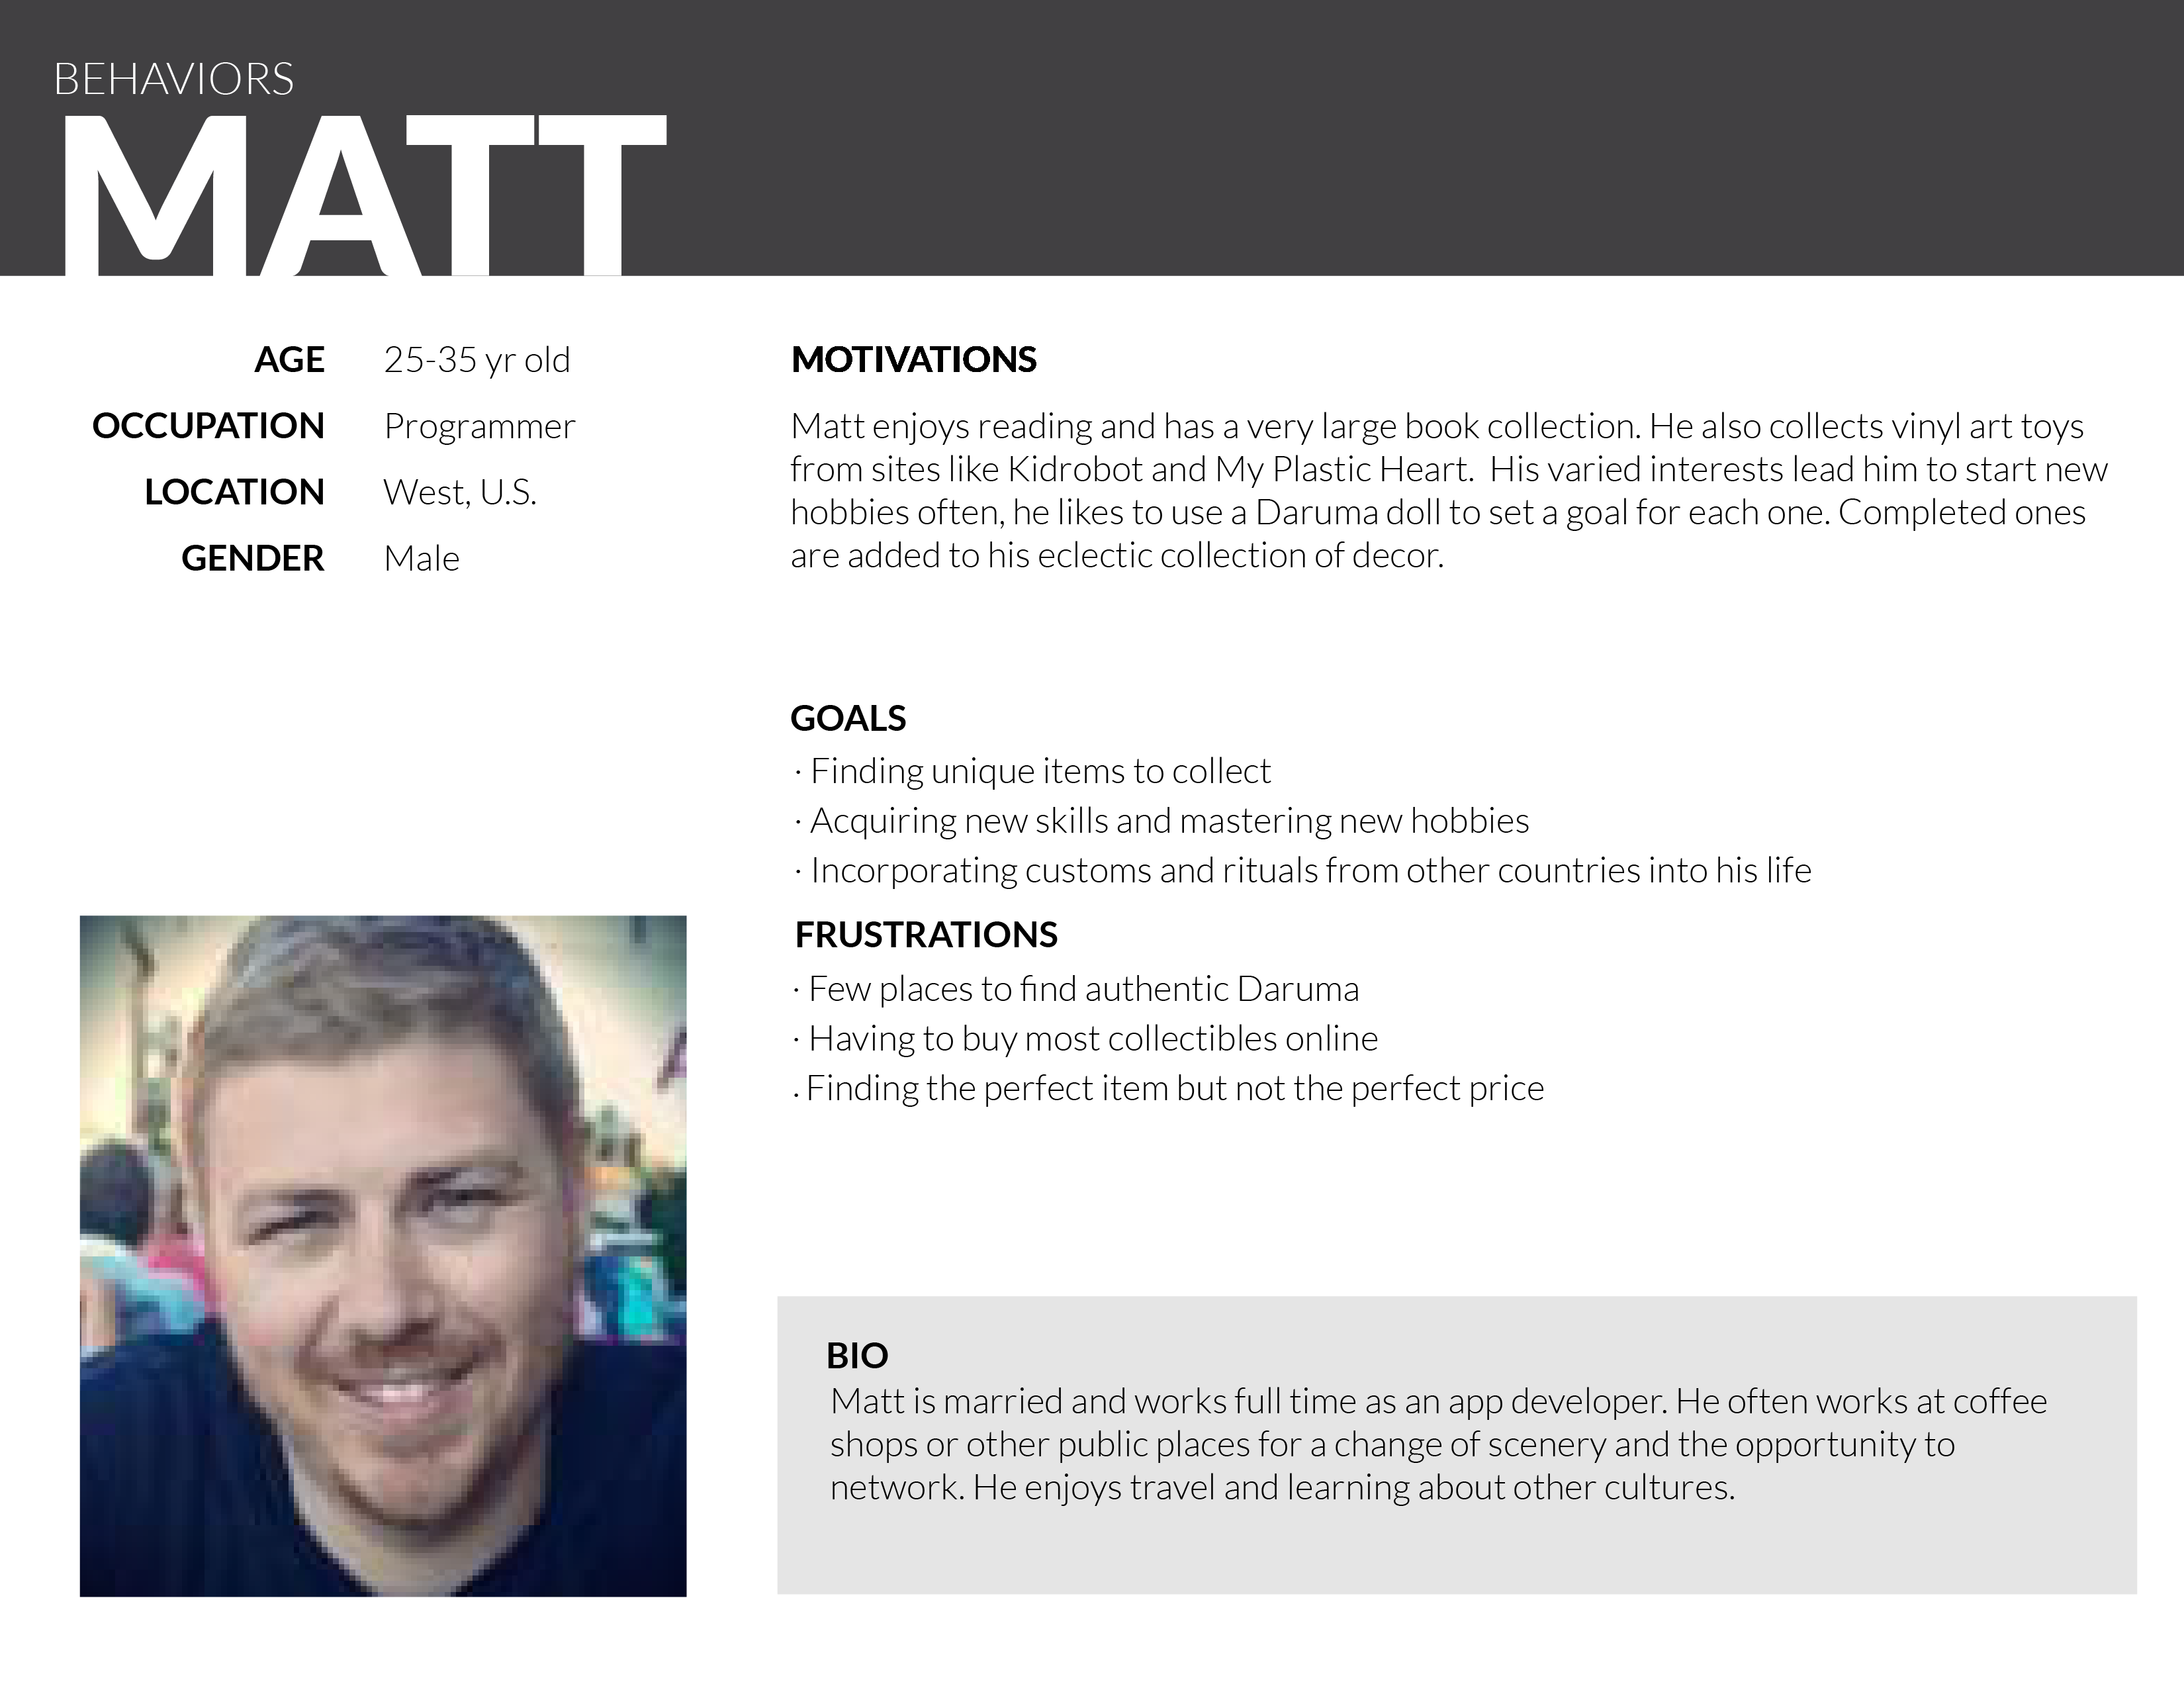 BEHAVIORS
MATT
AGE 25-35 yr old
OCCUPATION Programmer
LOCATION West, U.S.
GENDER Male
MOTIVATIONS
Matt enjoys reading and has a very large book collection. He also collects vinyl art toys
from sites like Kidrobot and My Plastic Heart.  His varied interests lead him to start new
hobbies often, he likes to use a Daruma doll to set a goal for each one. Completed ones
are added to his eclectic collection of decor.
GOALS
· Finding unique items to collect
· Acquiring new skills and mastering new hobbies
· Incorporating customs and rituals from other countries into his life
FRUSTRATIONS
· Few places to find authentic Daruma
· Having to buy most collectibles online
. Finding the perfect item but not the perfect price
BIO
Matt is married and works full time as an app developer. He often works at coffee
shops or other public places for a change of scenery and the opportunity to
network. He enjoys travel and learning about other cultures.